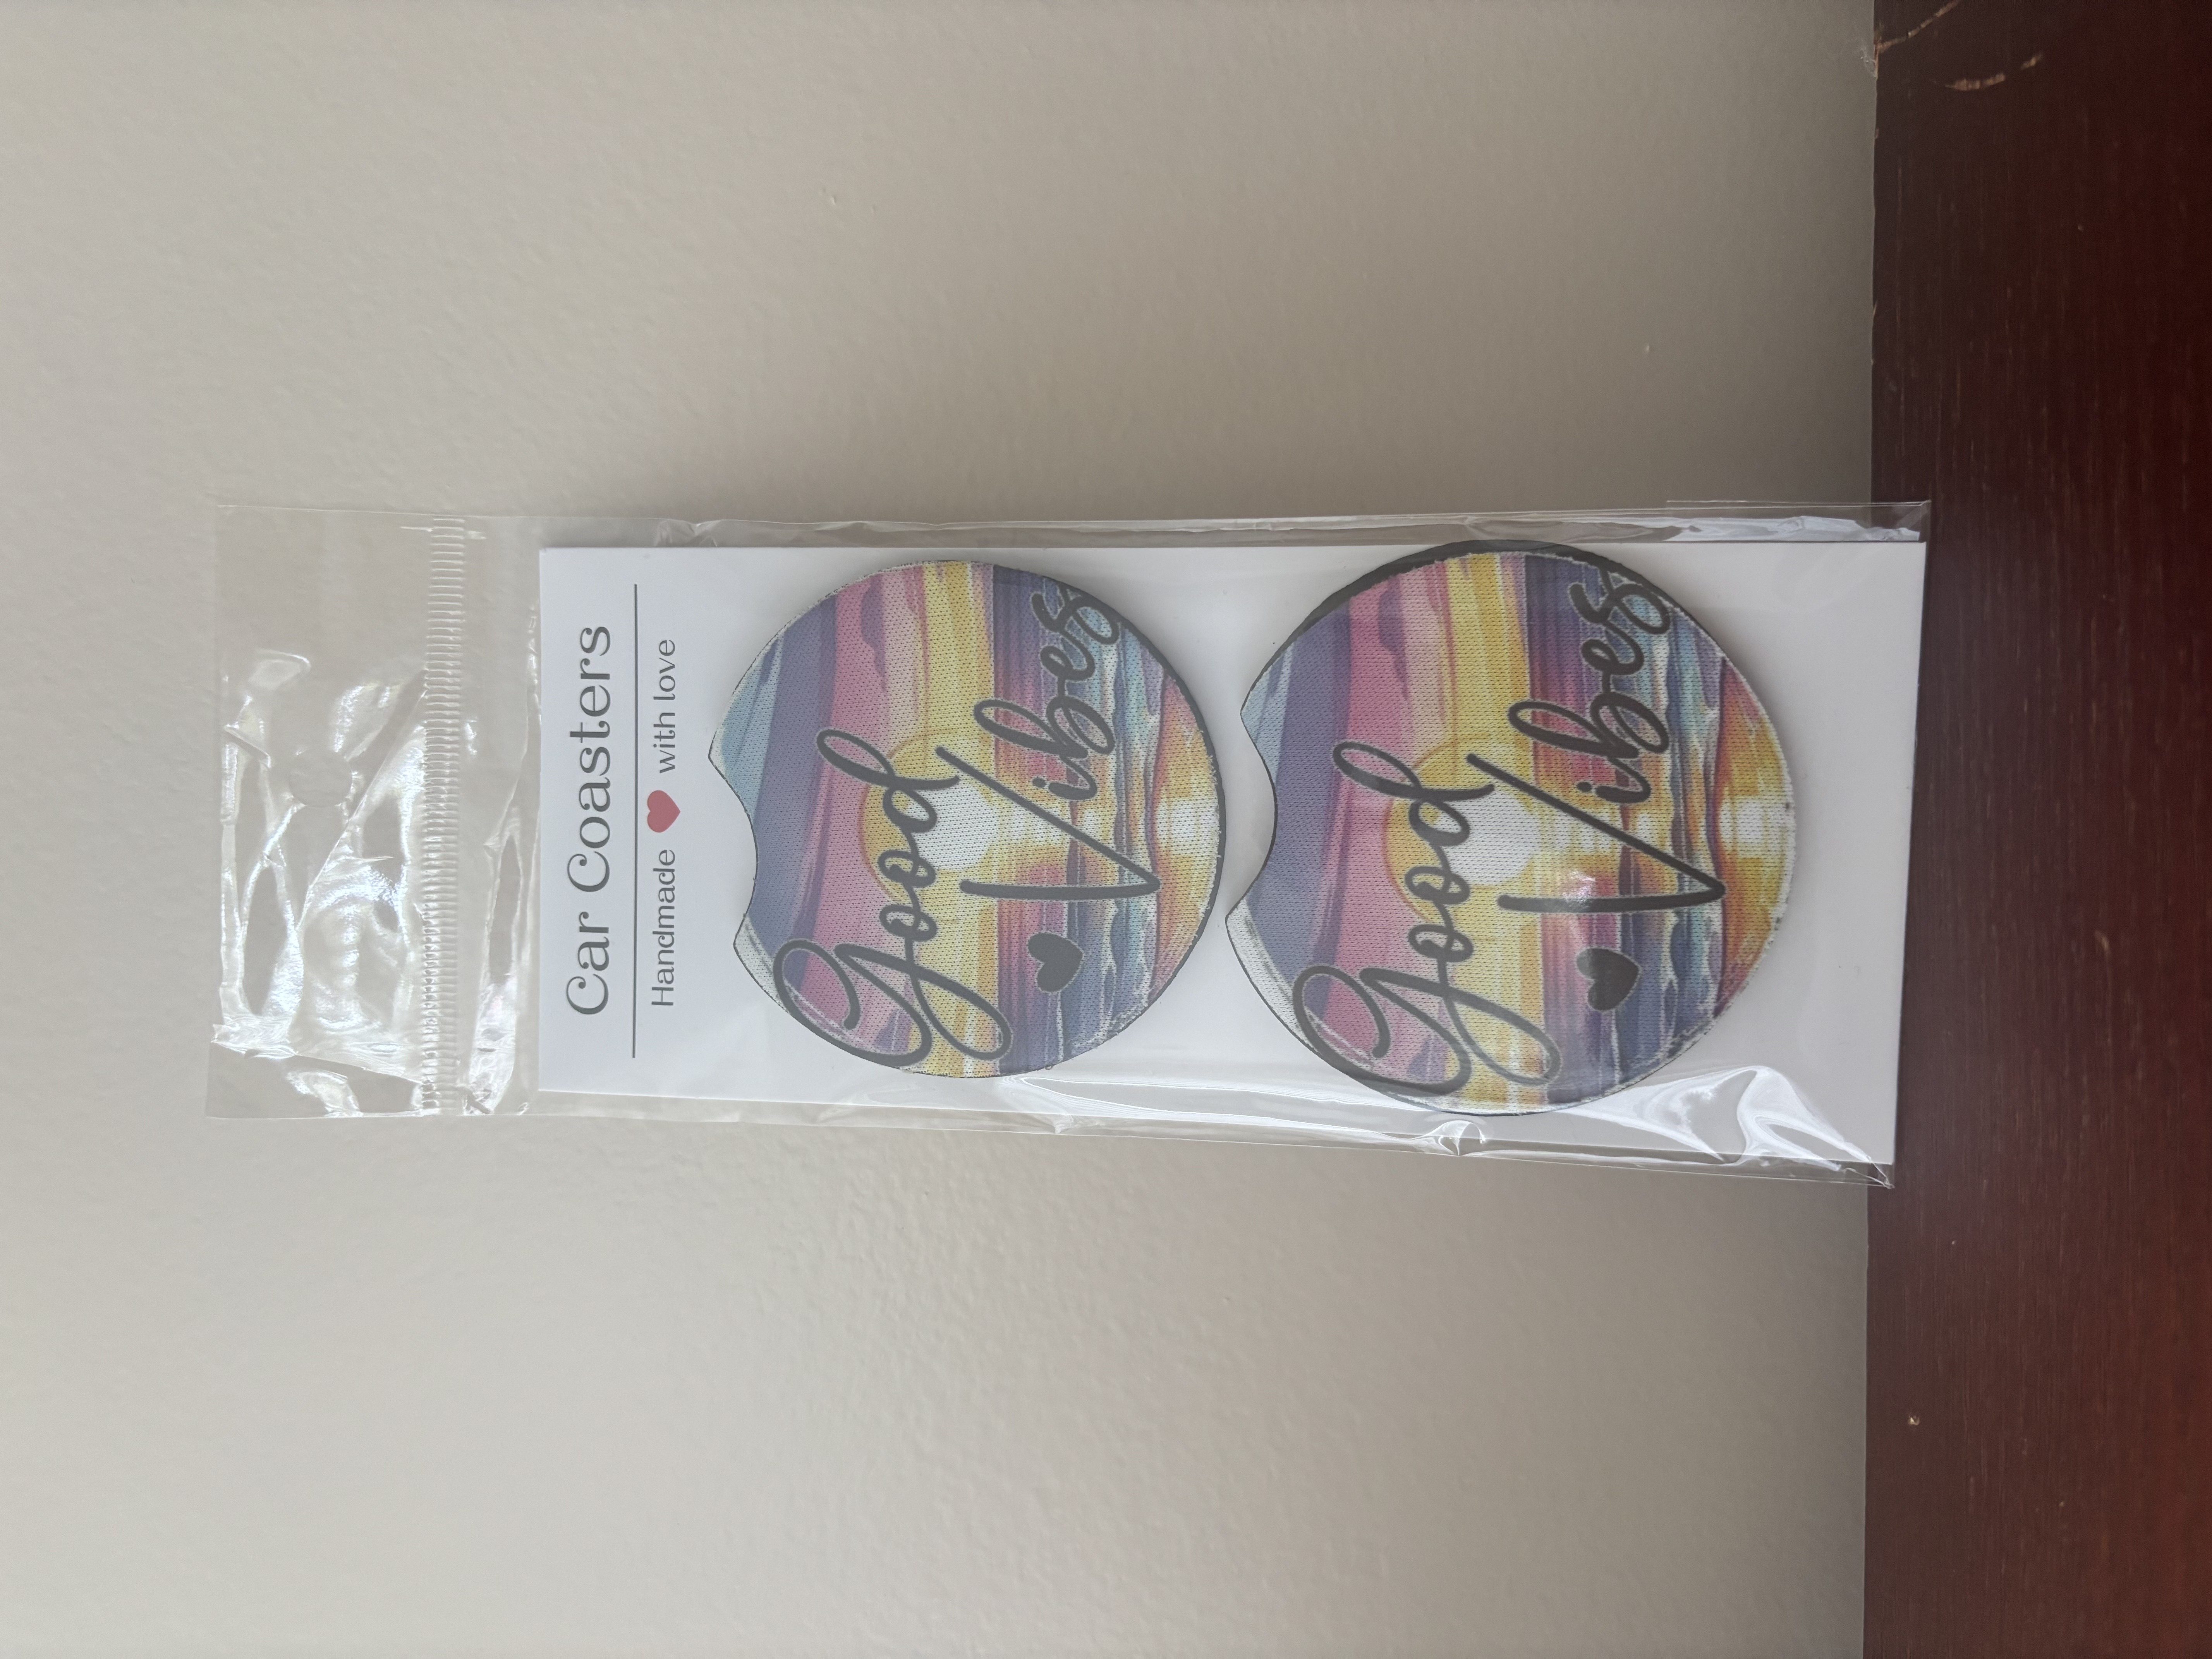 Car Coasters
Handmade ❤ with love
Good
Vibes
Good
Vibes